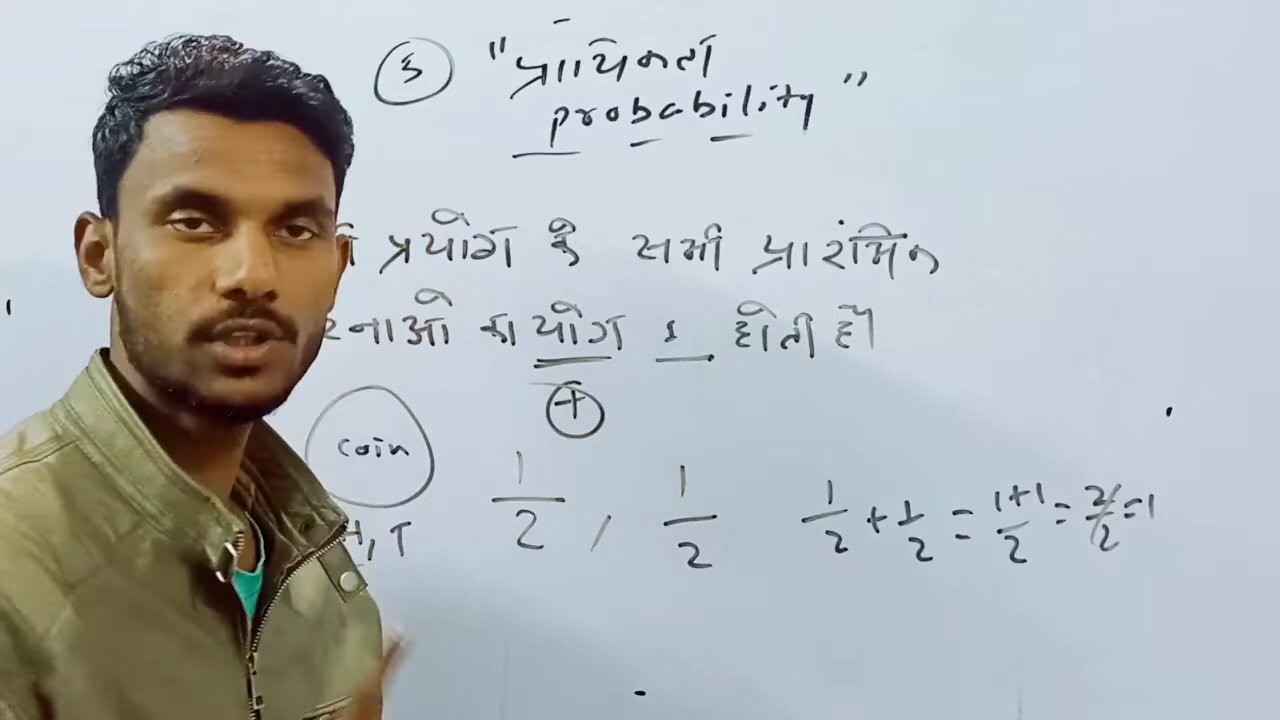 3 "प्रायिकता
probability"
प्रयोग के सभी प्रारंभिक
का योग 1 होती है
+
coin
H, T 1/2 , 1/2 1/2 + 1/2 = 1+1/2 = 2/2 = 1